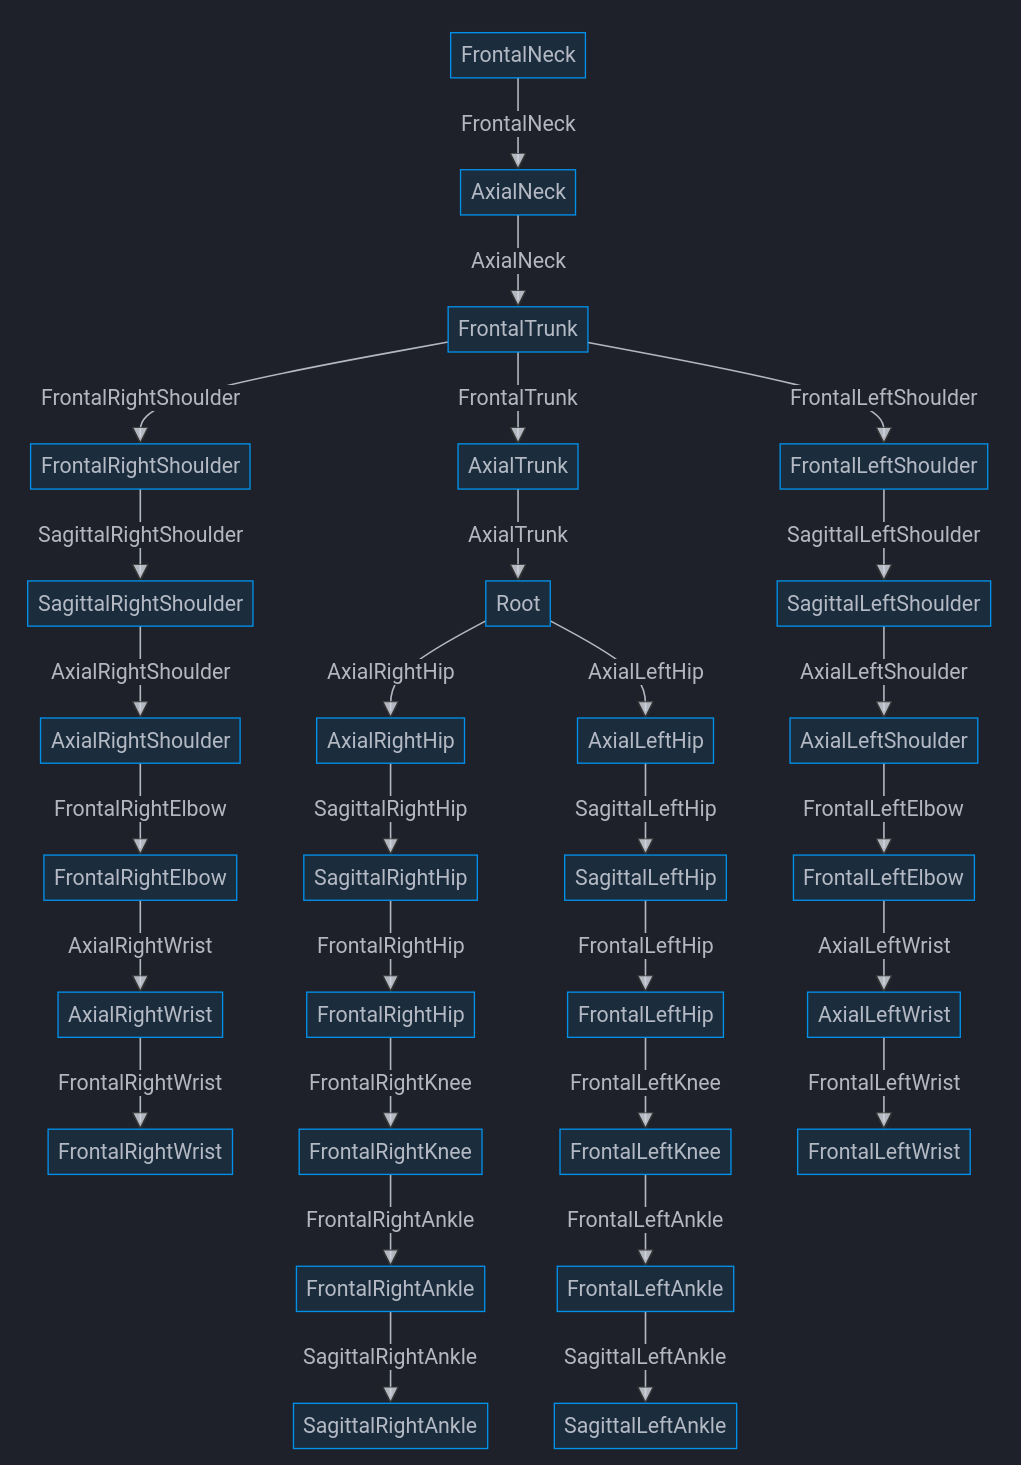 FrontalNeck
FrontalNeck
AxialNeck
AxialNeck
FrontalTrunk
FrontalRightShoulder FrontalTrunk FrontalLeftShoulder
FrontalRightShoulder AxialTrunk FrontalLeftShoulder
SagittalRightShoulder AxialTrunk SagittalLeftShoulder
SagittalRightShoulder Root SagittalLeftShoulder
AxialRightShoulder AxialRightHip AxialLeftHip AxialLeftShoulder
AxialRightShoulder AxialRightHip AxialLeftHip AxialLeftShoulder
FrontalRightElbow SagittalRightHip SagittalLeftHip FrontalLeftElbow
FrontalRightElbow SagittalRightHip SagittalLeftHip FrontalLeftElbow
AxialRightWrist FrontalRightHip FrontalLeftHip AxialLeftWrist
AxialRightWrist FrontalRightHip FrontalLeftHip AxialLeftWrist
FrontalRightWrist FrontalRightKnee FrontalLeftKnee FrontalLeftWrist
FrontalRightWrist FrontalRightKnee FrontalLeftKnee FrontalLeftWrist
FrontalRightAnkle FrontalLeftAnkle
FrontalRightAnkle FrontalLeftAnkle
SagittalRightAnkle SagittalLeftAnkle
SagittalRightAnkle SagittalLeftAnkle